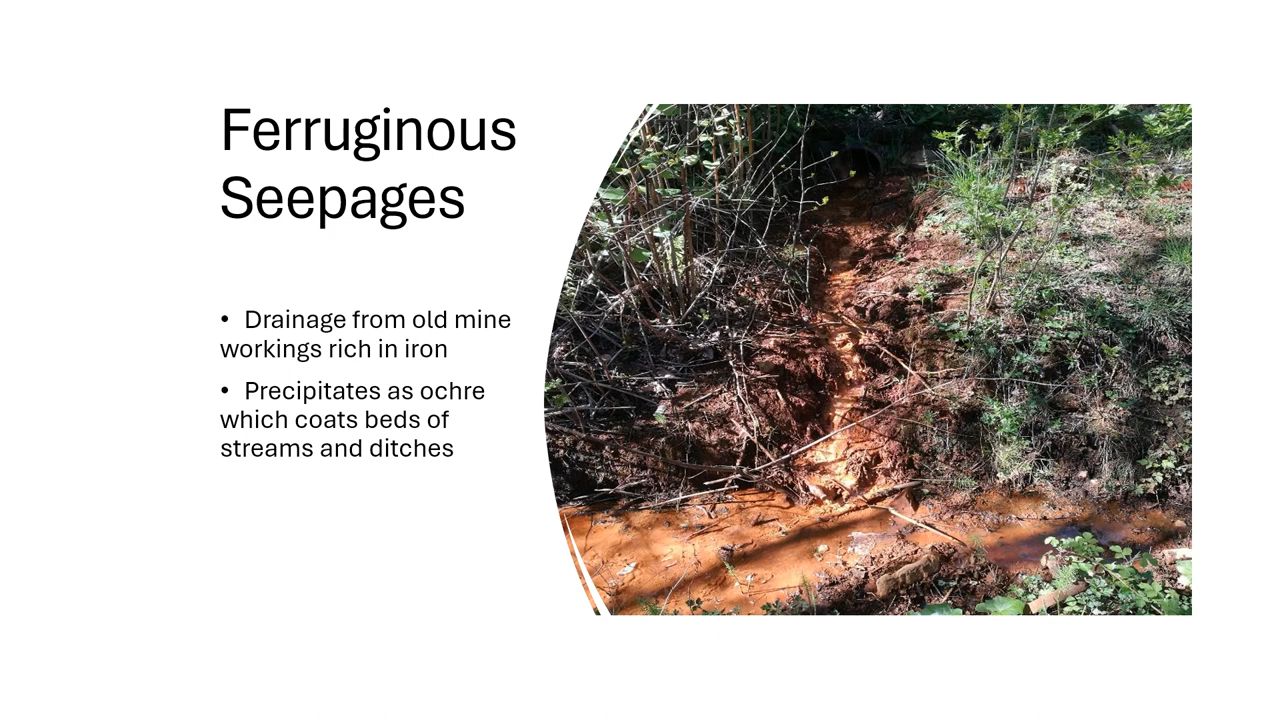 Ferruginous
Seepages
• Drainage from old mine
workings rich in iron
• Precipitates as ochre
which coats beds of
streams and ditches